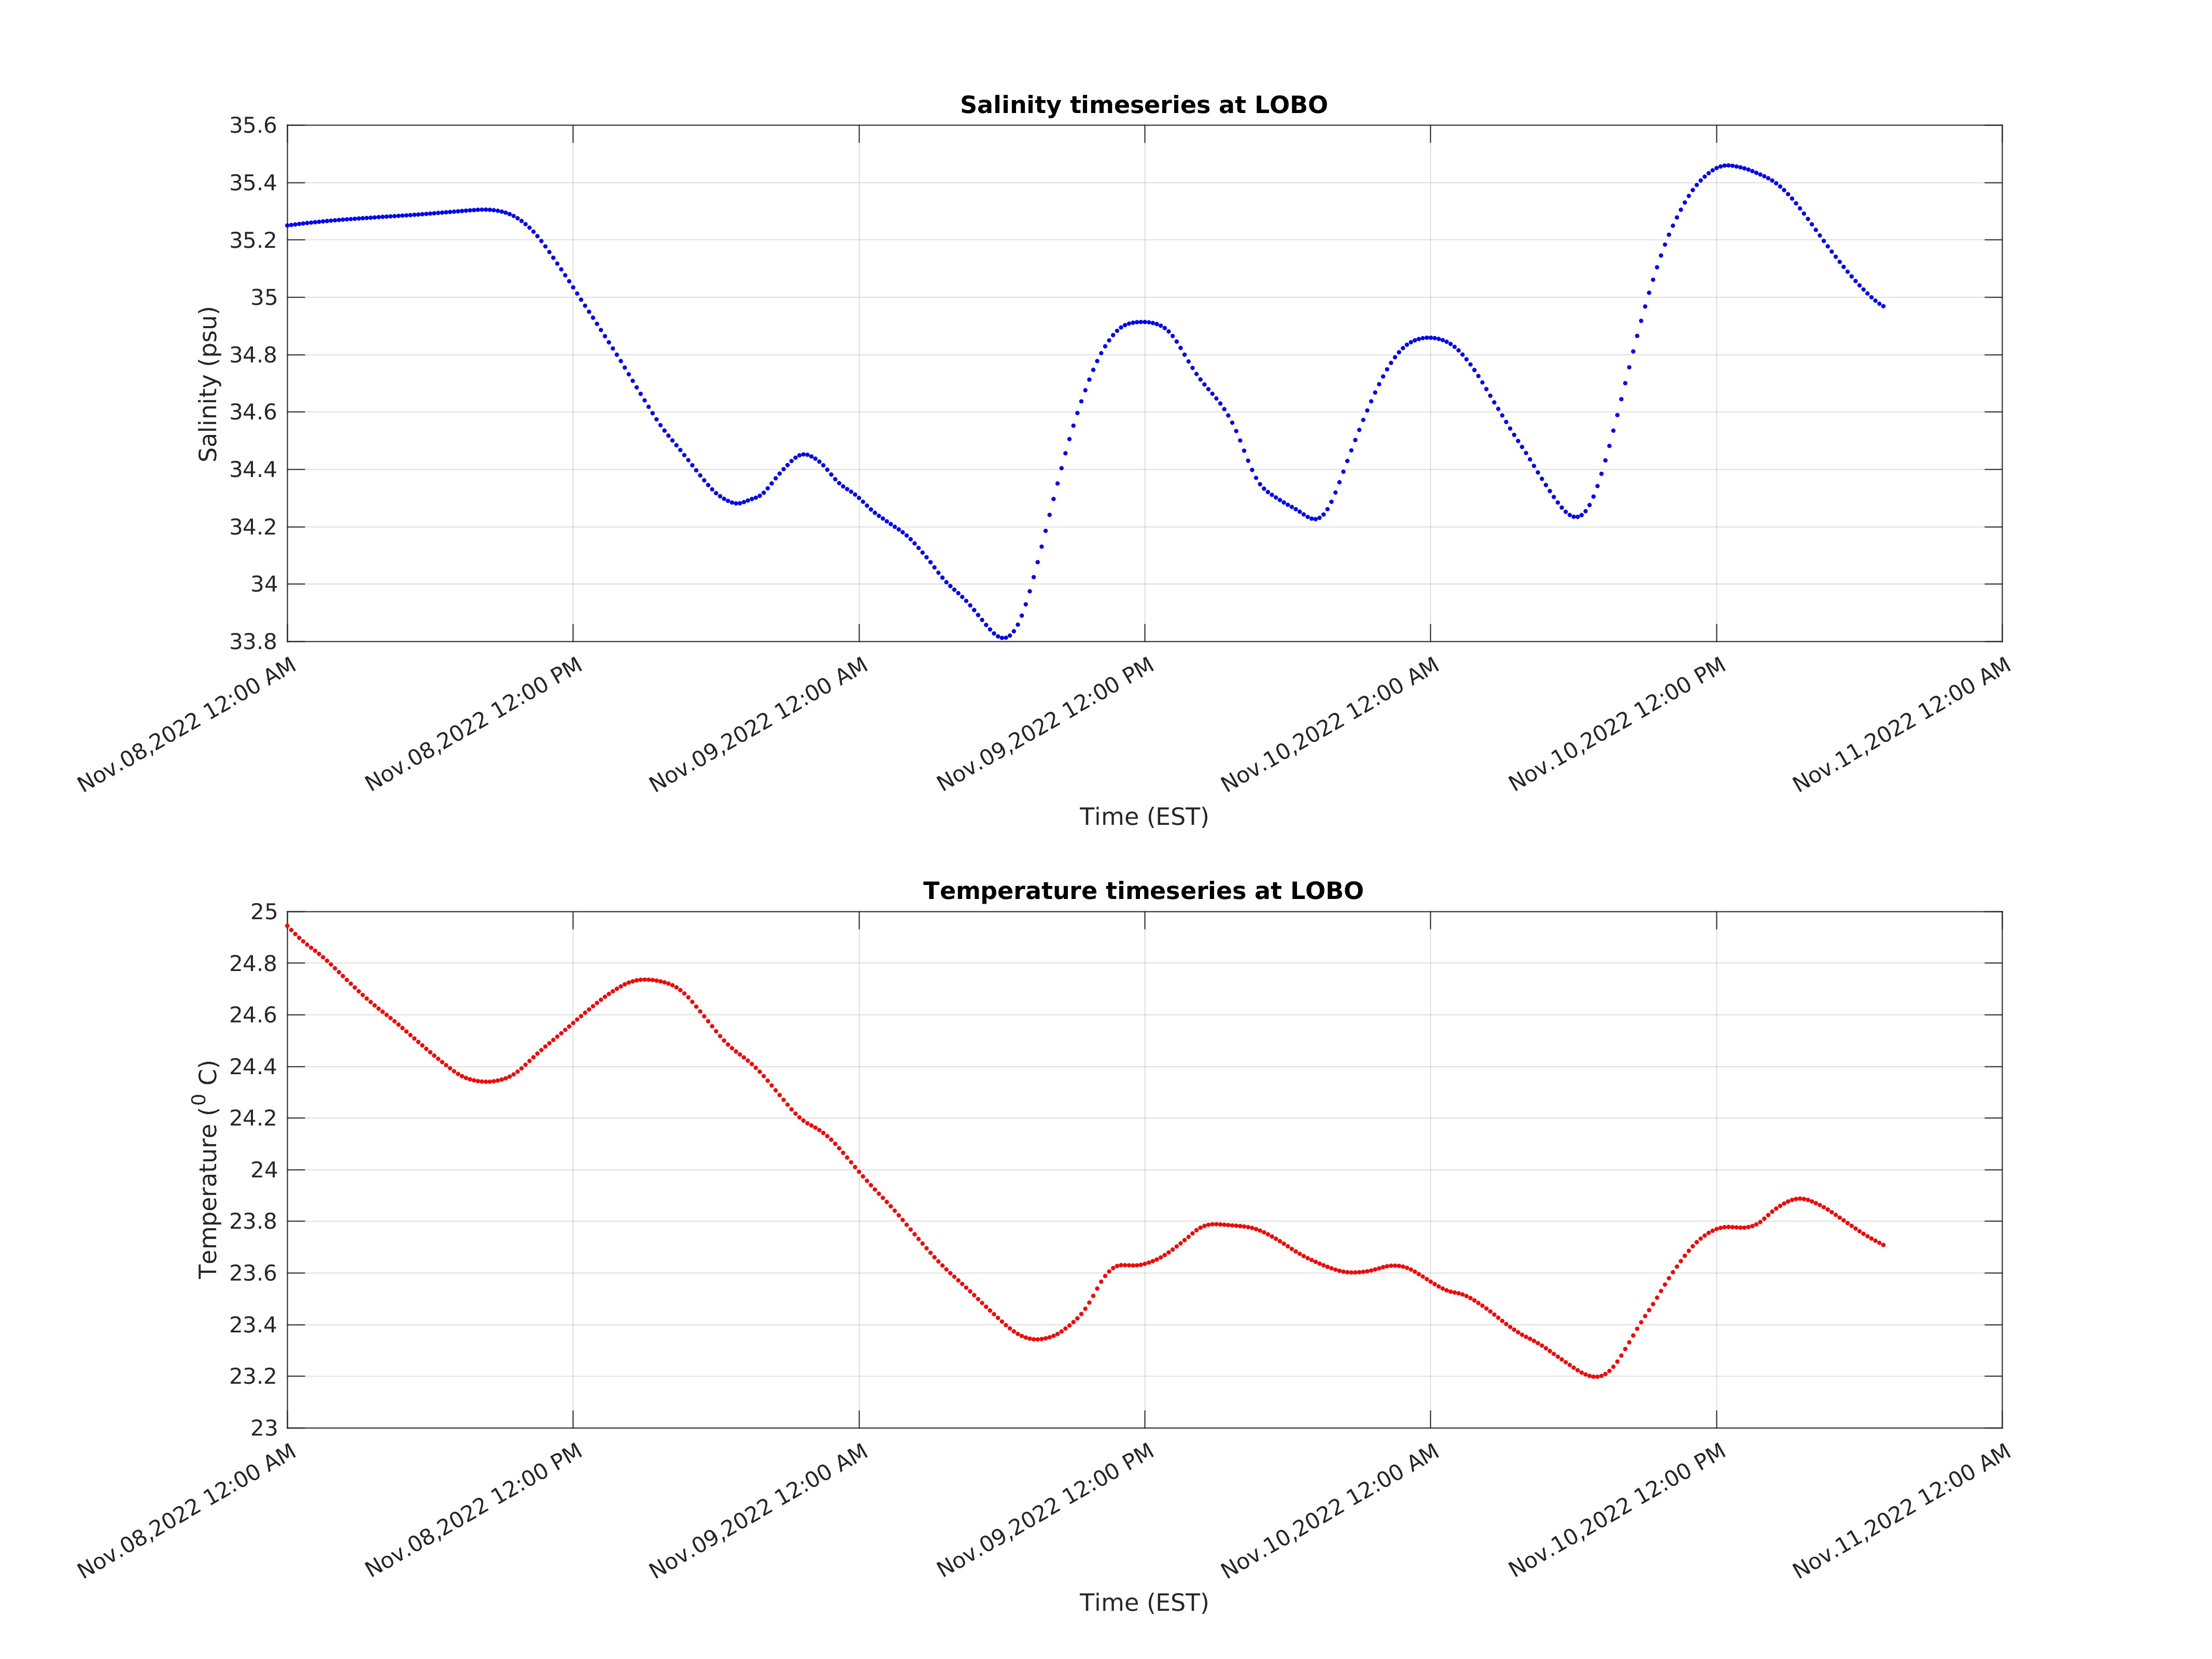 Salinity timeseries at LOBO
35.6
35.4
35.2
35
34.8
34.6
34.4
34.2
34
33.8
Salinity (psu)
Nov.08,2022 12:00 AM
Nov.08,2022 12:00 PM
Nov.09,2022 12:00 AM
Nov.09,2022 12:00 PM
Nov.10,2022 12:00 AM
Nov.10,2022 12:00 PM
Nov.11,2022 12:00 AM
Time (EST)
Temperature timeseries at LOBO
25
24.8
24.6
24.4
24.2
24
23.8
23.6
23.4
23.2
23
Temperature (⁰ C)
Nov.08,2022 12:00 AM
Nov.08,2022 12:00 PM
Nov.09,2022 12:00 AM
Nov.09,2022 12:00 PM
Nov.10,2022 12:00 AM
Nov.10,2022 12:00 PM
Nov.11,2022 12:00 AM
Time (EST)